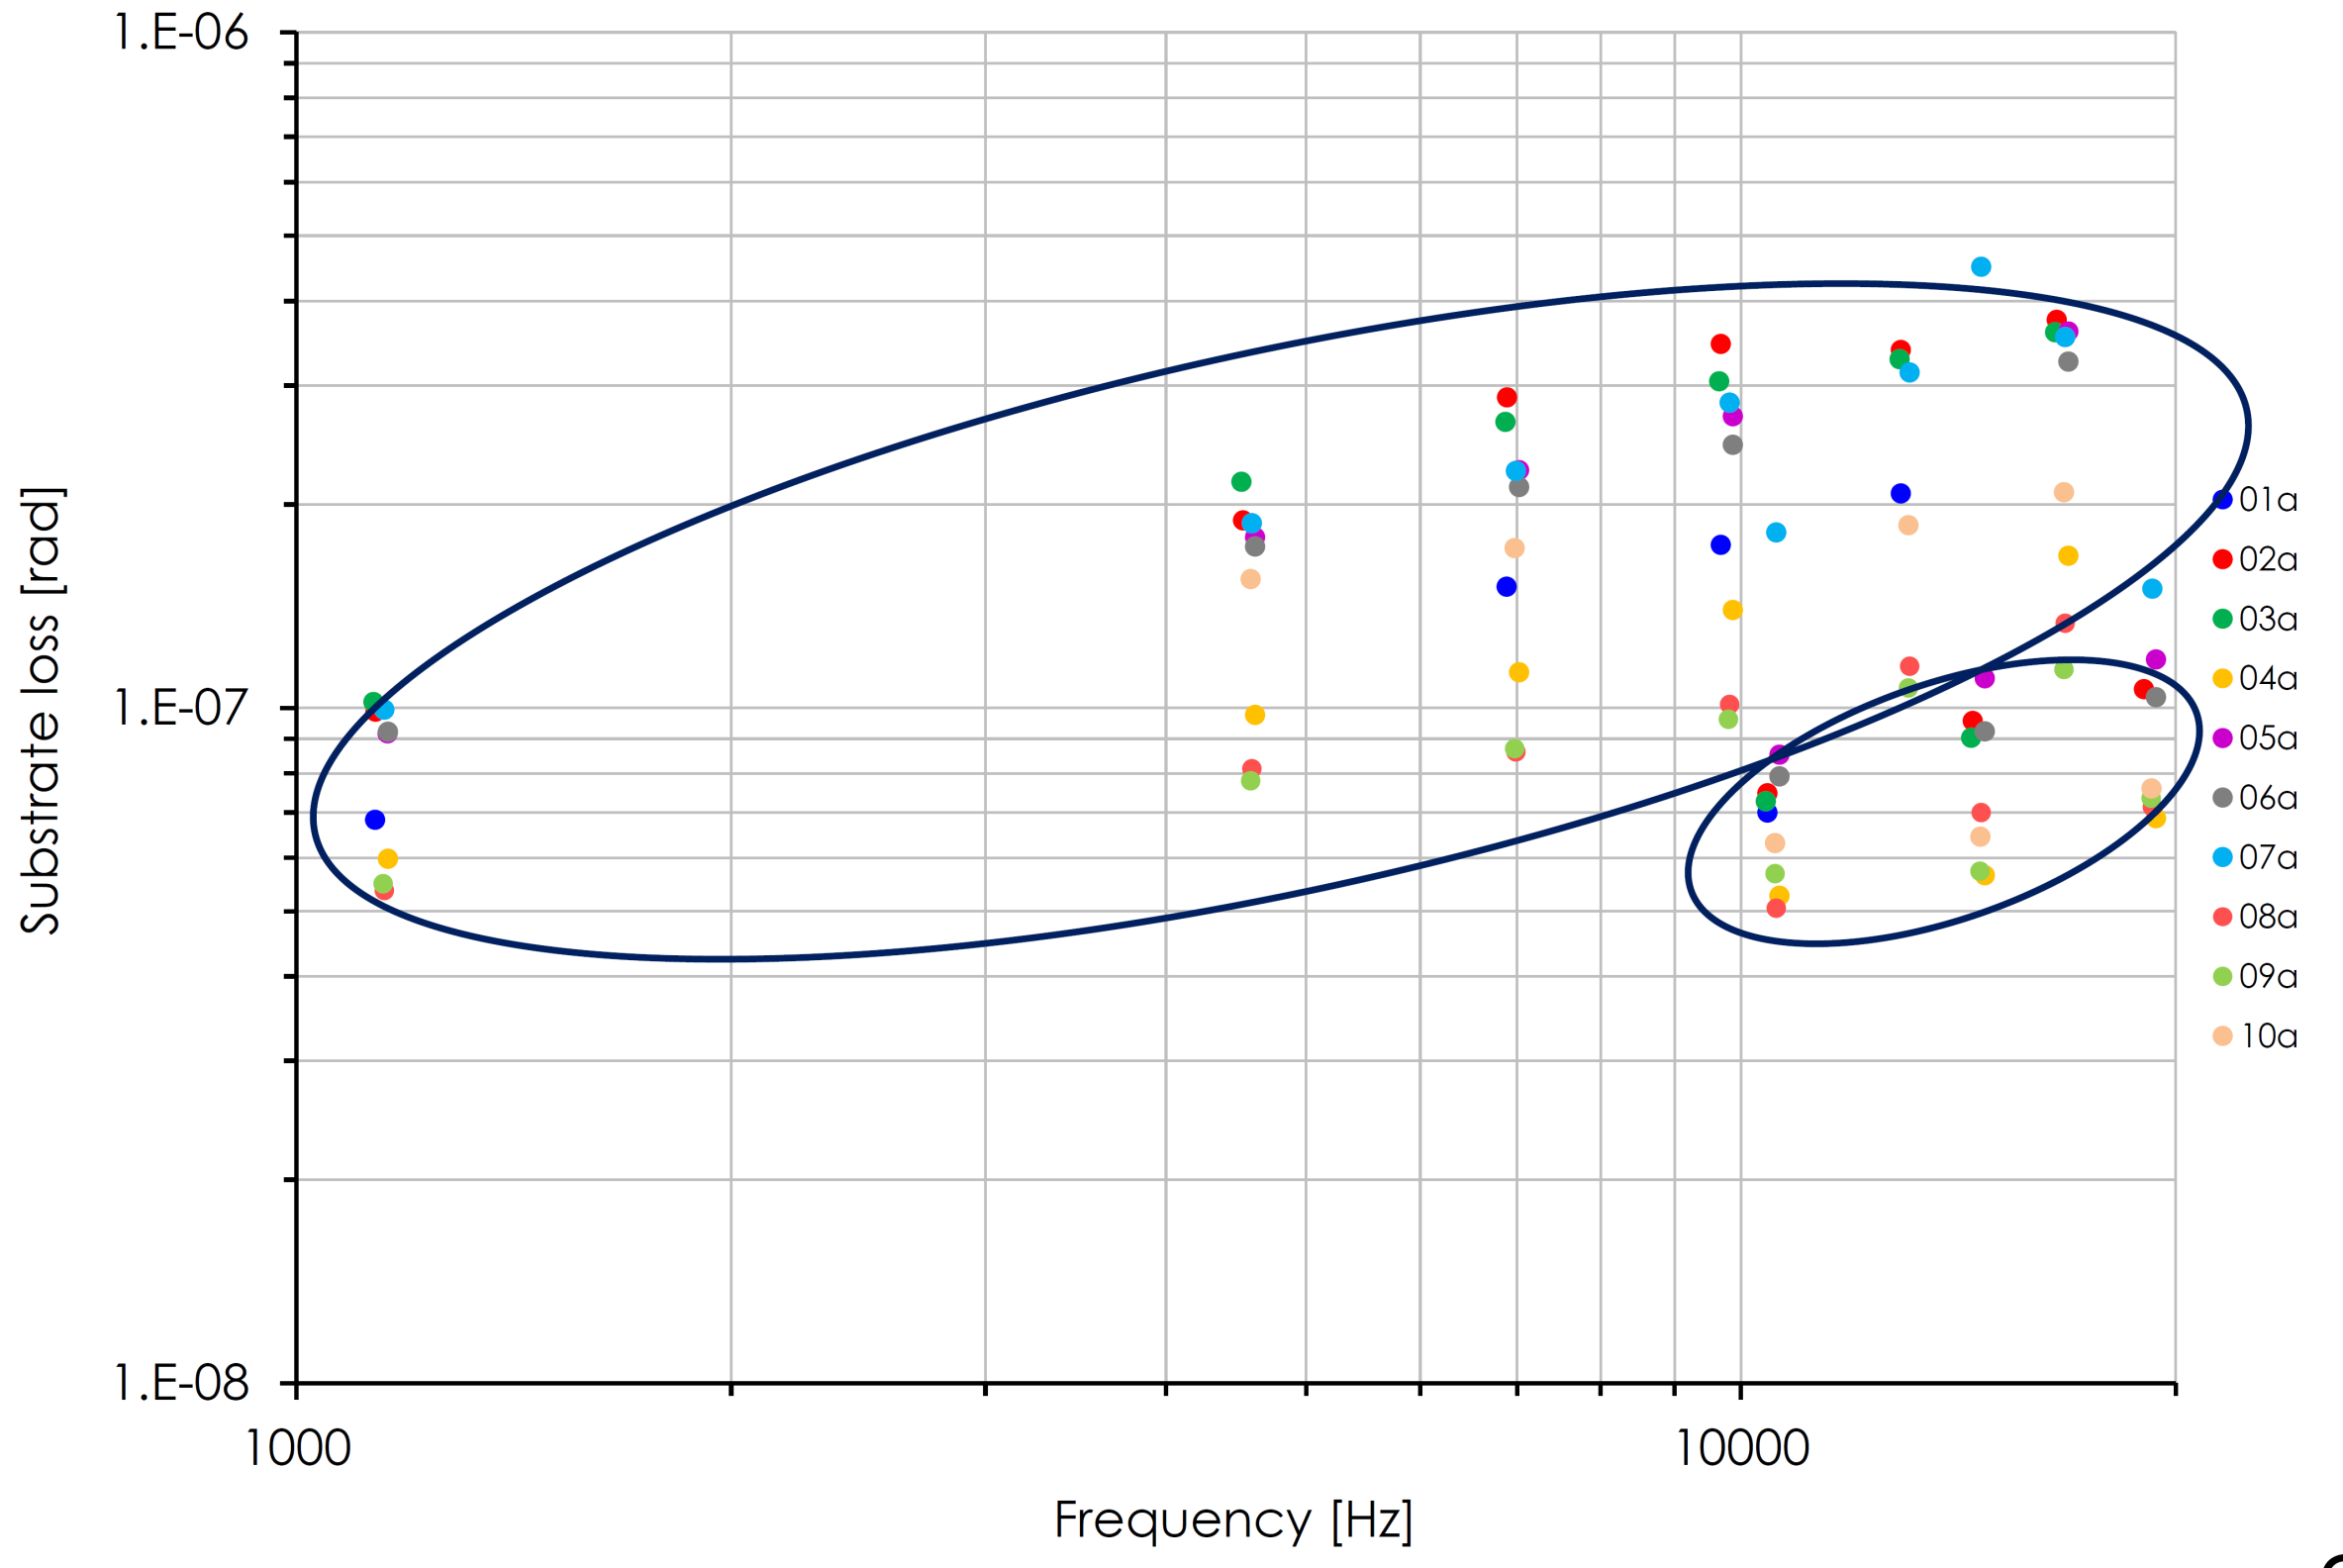 1.E-06
1.E-07
1.E-08
Substrate loss [rad]
1000
10000
Frequency [Hz]
01a
02a
03a
04a
05a
06a
07a
08a
09a
10a